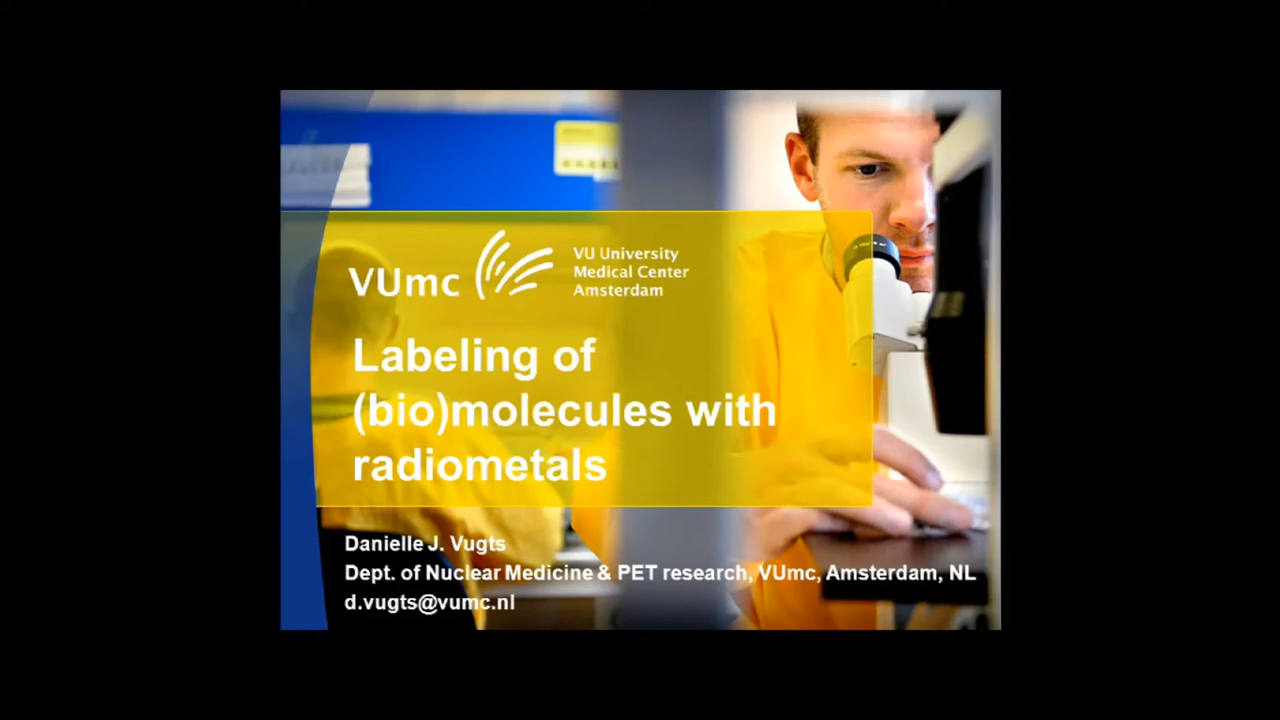 VUmc
VU University
Medical Center
Amsterdam
Labeling of
(bio)molecules with
radiometals
Danielle J. Vugts
Dept. of Nuclear Medicine & PET research, VUmc, Amsterdam, NL
d.vugts@vumc.nl